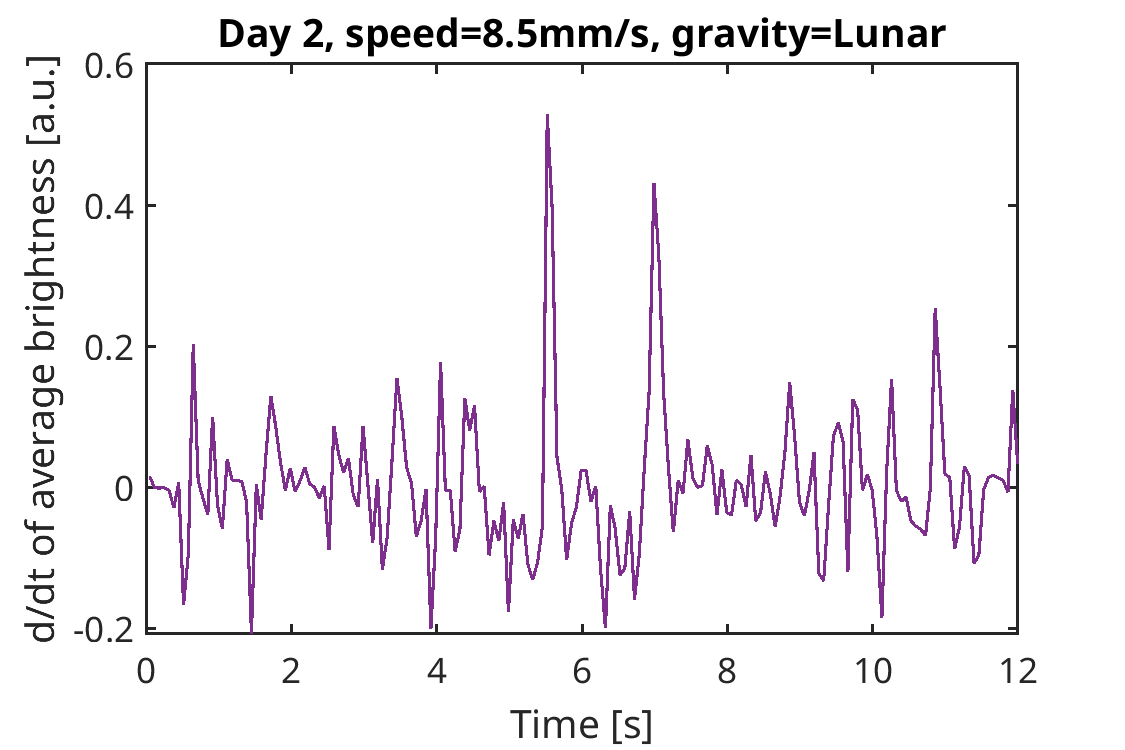 Day 2, speed=8.5mm/s, gravity=Lunar
d/dt of average brightness [a.u.]
0.6
0.4
0.2
0
-0.2
0 2 4 6 8 10 12
Time [s]